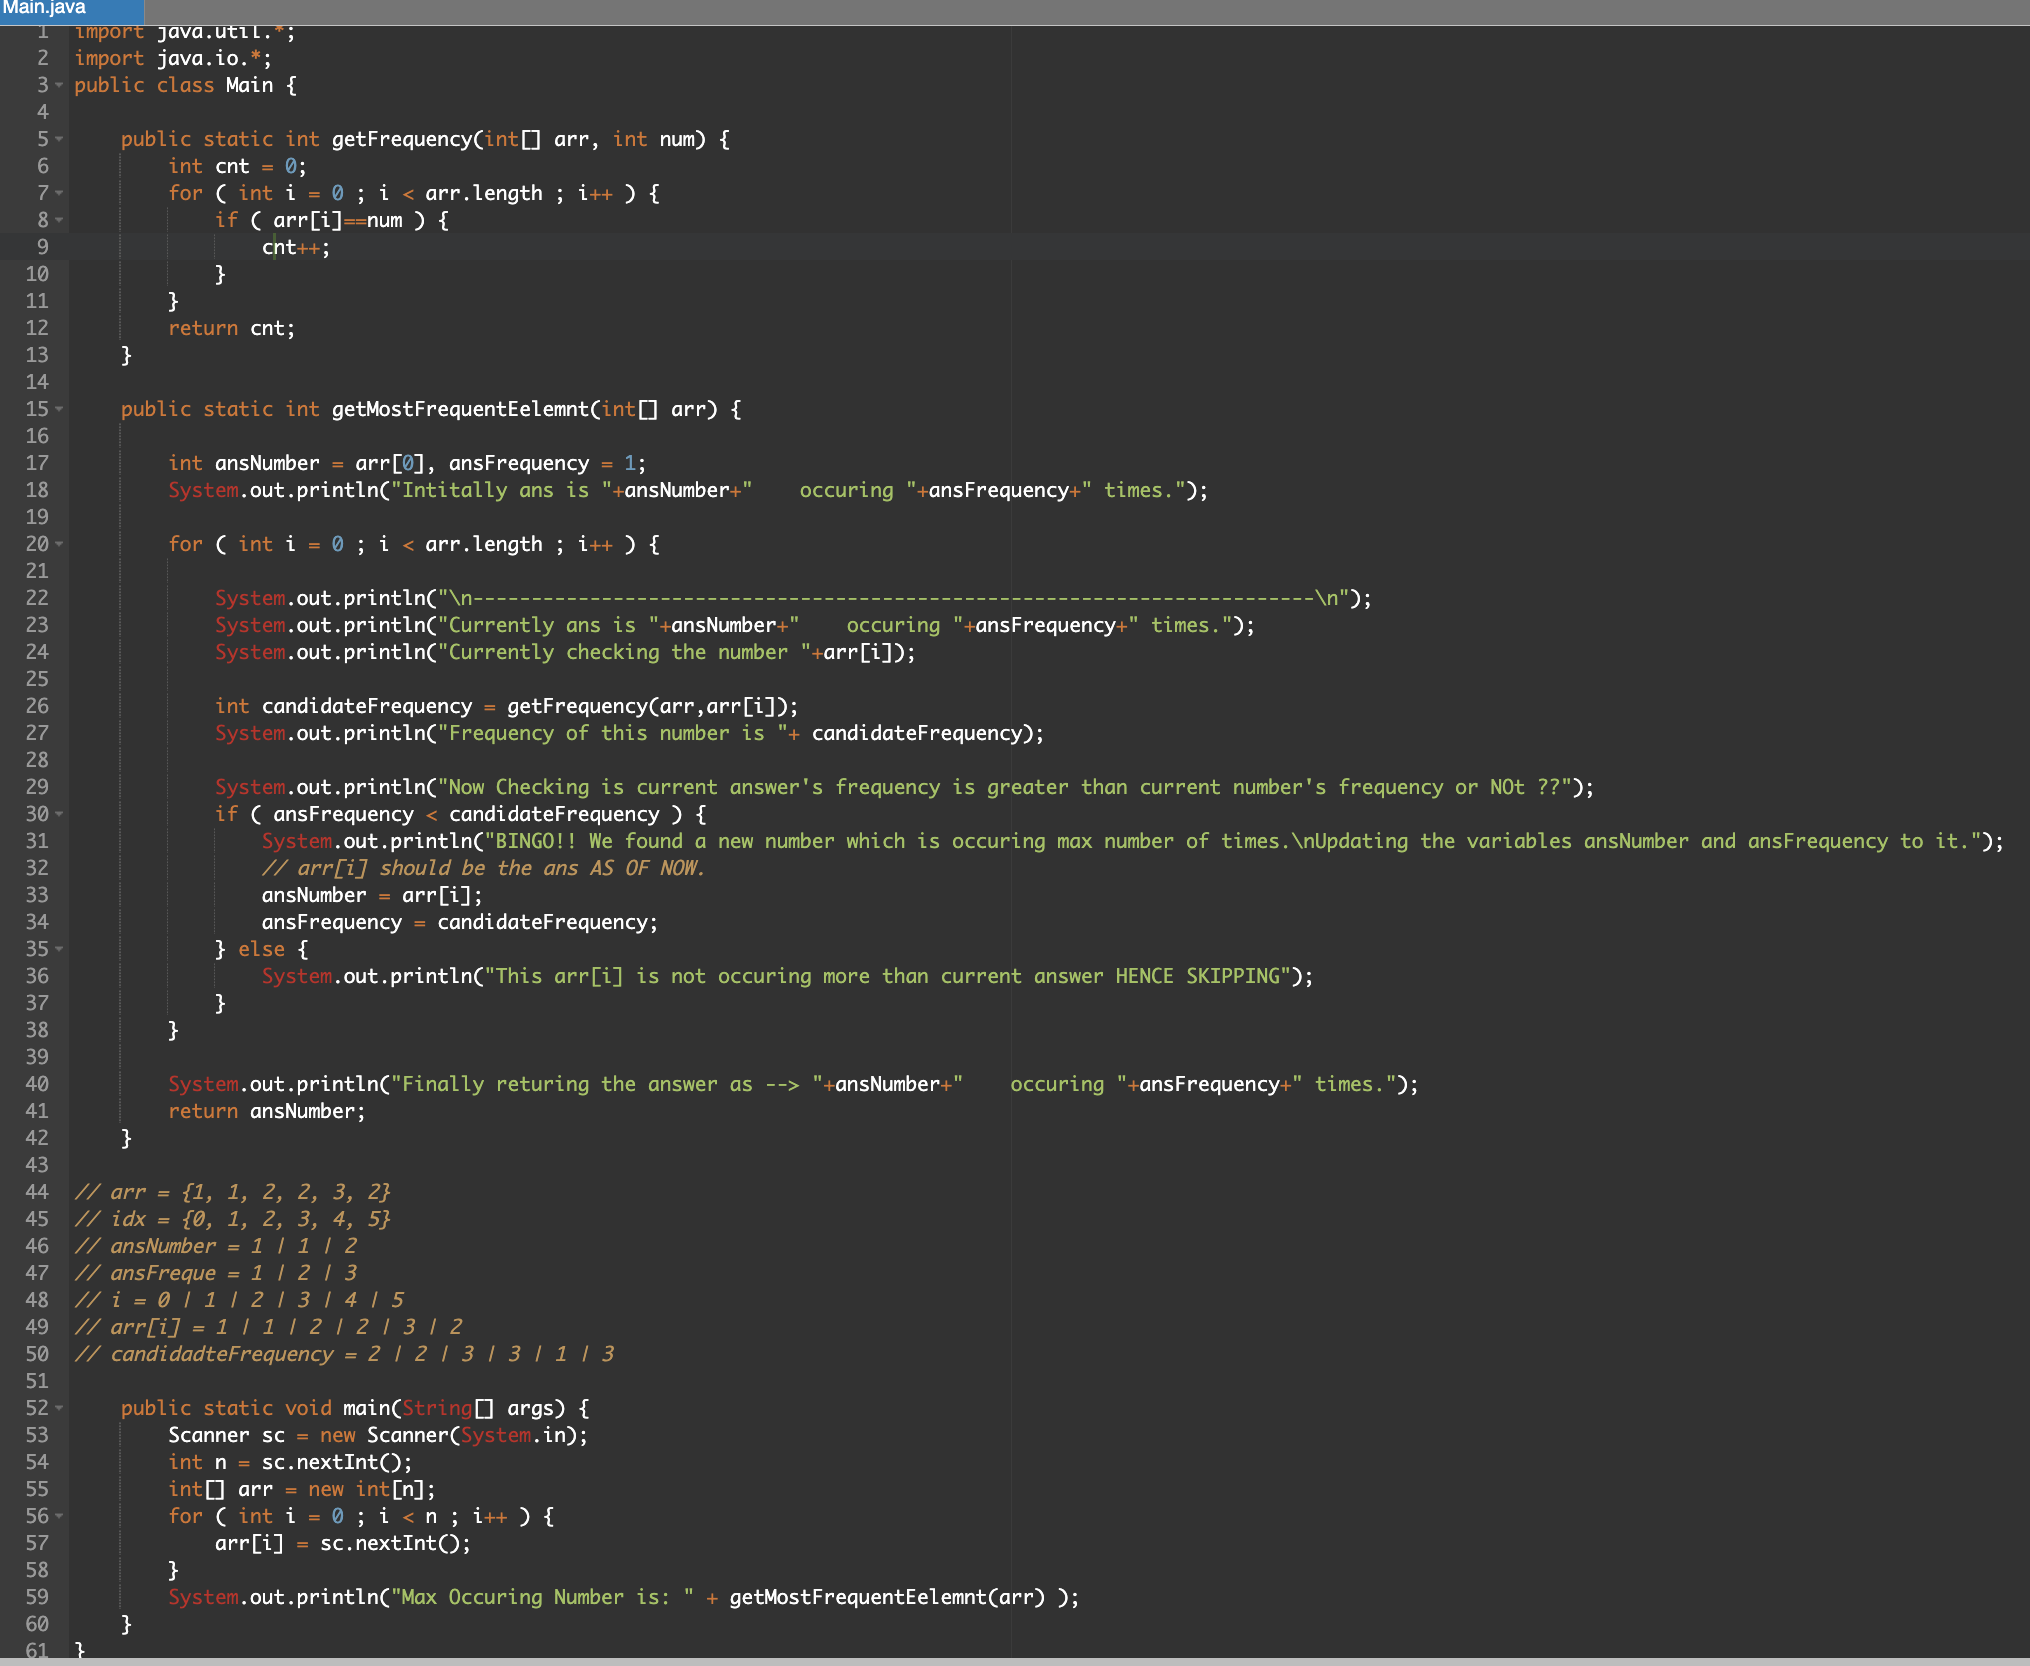 Main.java
1 import java.util.*;
2 import java.io.*;
3 public class Main {
4
5     public static int getFrequency(int[] arr, int num) {
6         int cnt = 0;
7         for ( int i = 0 ; i < arr.length ; i++ ) {
8             if ( arr[i]==num ) {
9                 cnt++;
10             }
11         }
12         return cnt;
13     }
14
15     public static int getMostFrequentEelemnt(int[] arr) {
16
17         int ansNumber = arr[0], ansFrequency = 1;
18         System.out.println("Intitally ans is "+ansNumber+"    occuring "+ansFrequency+" times.");
19
20         for ( int i = 0 ; i < arr.length ; i++ ) {
21
22             System.out.println("\n------------------------------------------------------------------------\n");
23             System.out.println("Currently ans is "+ansNumber+"    occuring "+ansFrequency+" times.");
24             System.out.println("Currently checking the number "+arr[i]);
25
26             int candidateFrequency = getFrequency(arr,arr[i]);
27             System.out.println("Frequency of this number is "+ candidateFrequency);
28
29             System.out.println("Now Checking is current answer's frequency is greater than current number's frequency or NOt ??");
30             if ( ansFrequency < candidateFrequency ) {
31                 System.out.println("BINGO!! We found a new number which is occuring max number of times.\nUpdating the variables ansNumber and ansFrequency to it.");
32                 // arr[i] should be the ans AS OF NOW.
33                 ansNumber = arr[i];
34                 ansFrequency = candidateFrequency;
35             } else {
36                 System.out.println("This arr[i] is not occuring more than current answer HENCE SKIPPING");
37             }
38         }
39
40         System.out.println("Finally returing the answer as --> "+ansNumber+"    occuring "+ansFrequency+" times.");
41         return ansNumber;
42     }
43
44 // arr = {1, 1, 2, 2, 3, 2}
45 // idx = {0, 1, 2, 3, 4, 5}
46 // ansNumber = 1 | 1 | 2
47 // ansFreque = 1 | 2 | 3
48 // i = 0 | 1 | 2 | 3 | 4 | 5
49 // arr[i] = 1 | 1 | 2 | 2 | 3 | 2
50 // candidadteFrequency = 2 | 2 | 3 | 3 | 1 | 3
51
52     public static void main(String[] args) {
53         Scanner sc = new Scanner(System.in);
54         int n = sc.nextInt();
55         int[] arr = new int[n];
56         for ( int i = 0 ; i < n ; i++ ) {
57             arr[i] = sc.nextInt();
58         }
59         System.out.println("Max Occuring Number is: " + getMostFrequentEelemnt(arr) );
60     }
61 }